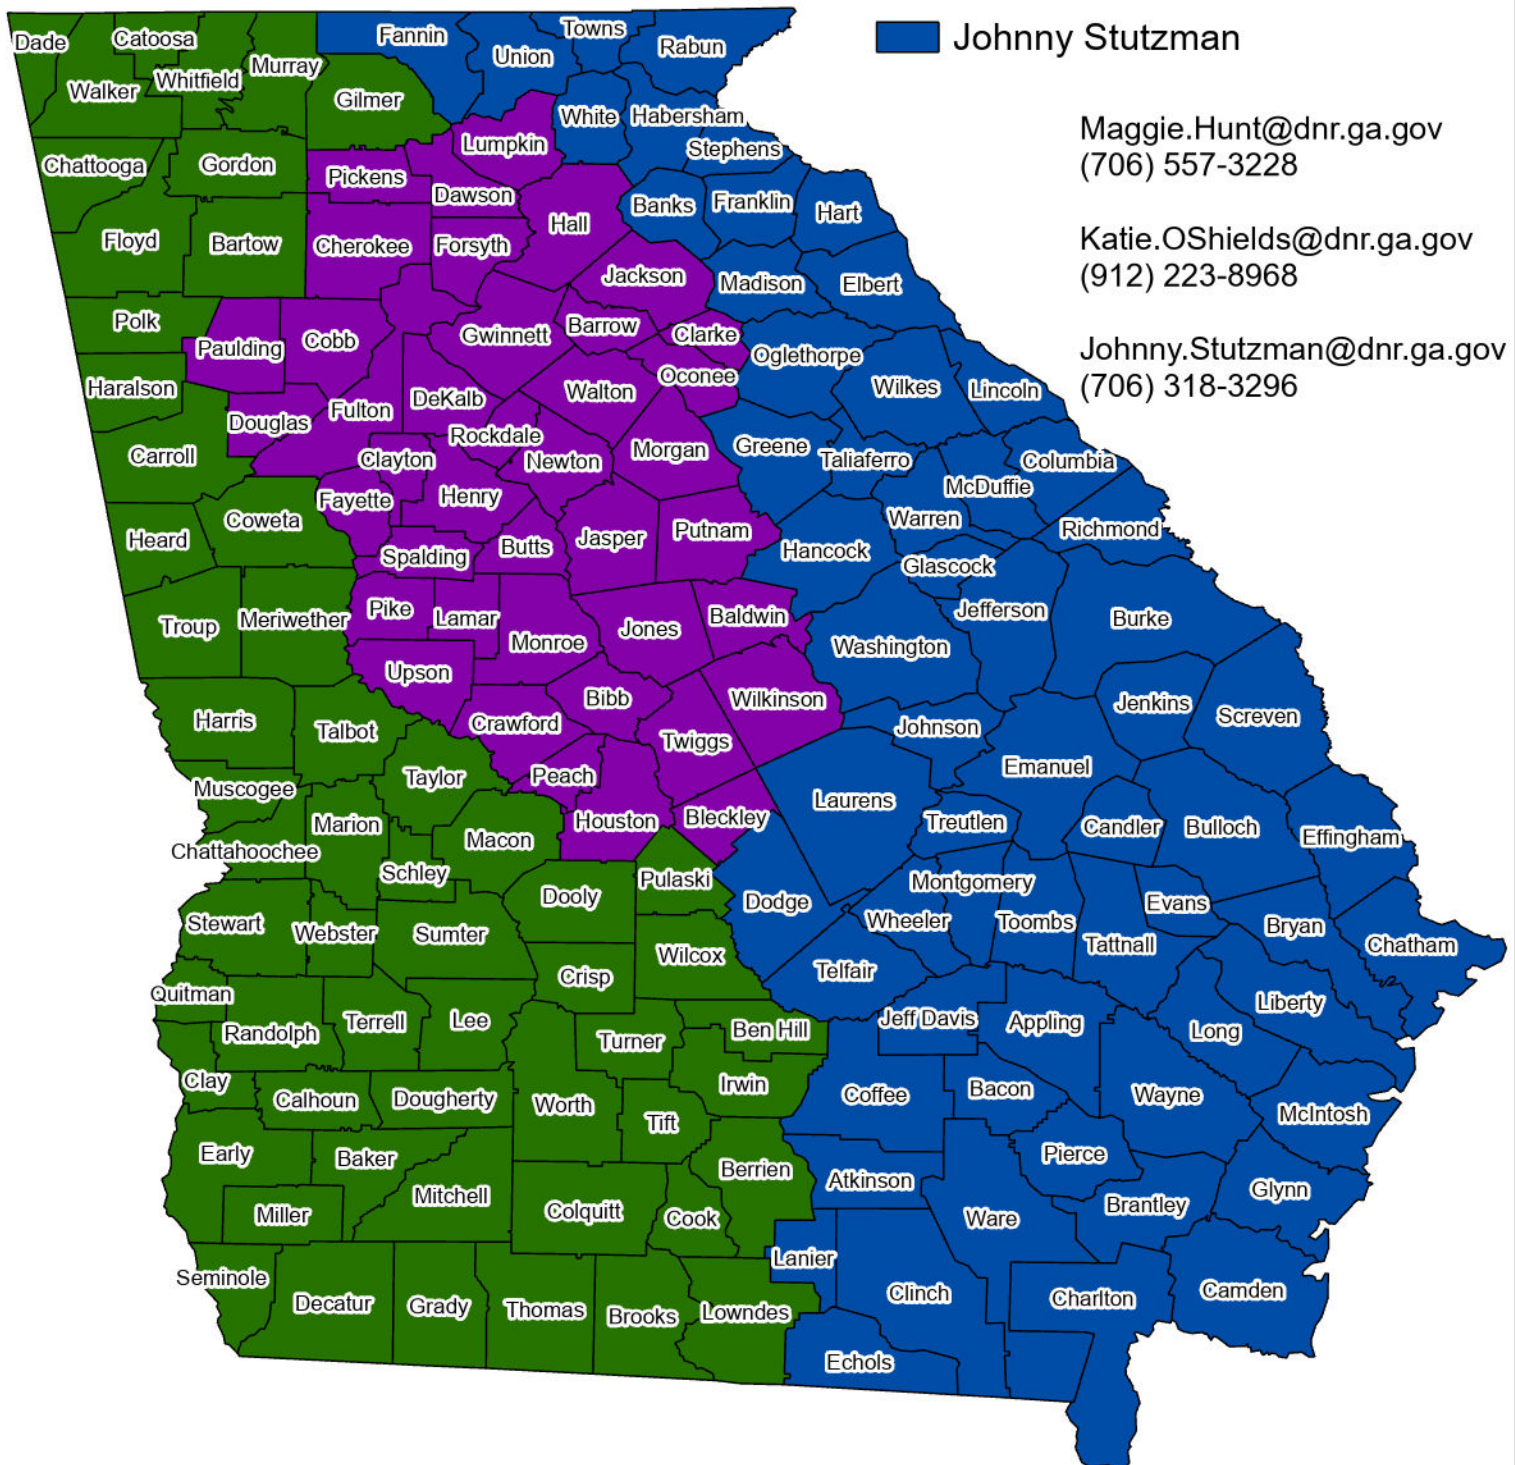 Johnny Stutzman
Maggie.Hunt@dnr.ga.gov
(706) 557-3228
Katie.OShields@dnr.ga.gov
(912) 223-8968
Johnny.Stutzman@dnr.ga.gov
(706) 318-3296
Dade
Catoosa
Fannin
Towns
Union
Rabun
Walker
Whitfield
Murray
Gilmer
White
Habersham
Lumpkin
Stephens
Chattooga
Gordon
Pickens
Dawson
Banks
Franklin
Hart
Floyd
Bartow
Cherokee
Forsyth
Hall
Jackson
Madison
Elbert
Polk
Paulding
Cobb
Gwinnett
Barrow
Clarke
Oglethorpe
Haralson
Douglas
Fulton
DeKalb
Walton
Oconee
Wilkes
Lincoln
Carroll
Clayton
Rockdale
Newton
Morgan
Greene
Taliaferro
Columbia
McDuffie
Fayette
Henry
Coweta
Heard
Spalding
Butts
Jasper
Putnam
Hancock
Warren
Richmond
Glascock
Troup
Meriwether
Pike
Lamar
Monroe
Jones
Baldwin
Washington
Jefferson
Burke
Upson
Bibb
Wilkinson
Harris
Talbot
Crawford
Twiggs
Johnson
Jenkins
Screven
Muscogee
Taylor
Peach
Emanuel
Marion
Macon
Houston
Bleckley
Laurens
Treutlen
Candler
Bulloch
Effingham
Chattahoochee
Schley
Dooly
Pulaski
Dodge
Montgomery
Evans
Stewart
Webster
Sumter
Wheeler
Toombs
Tattnall
Bryan
Chatham
Crisp
Wilcox
Telfair
Quitman
Randolph
Terrell
Lee
Turner
Ben Hill
Jeff Davis
Appling
Long
Liberty
Clay
Calhoun
Dougherty
Worth
Irwin
Tift
Coffee
Bacon
Wayne
McIntosh
Early
Baker
Mitchell
Berrien
Atkinson
Pierce
Glynn
Miller
Colquitt
Cook
Ware
Brantley
Seminole
Decatur
Grady
Thomas
Brooks
Lowndes
Lanier
Clinch
Charlton
Camden
Echols